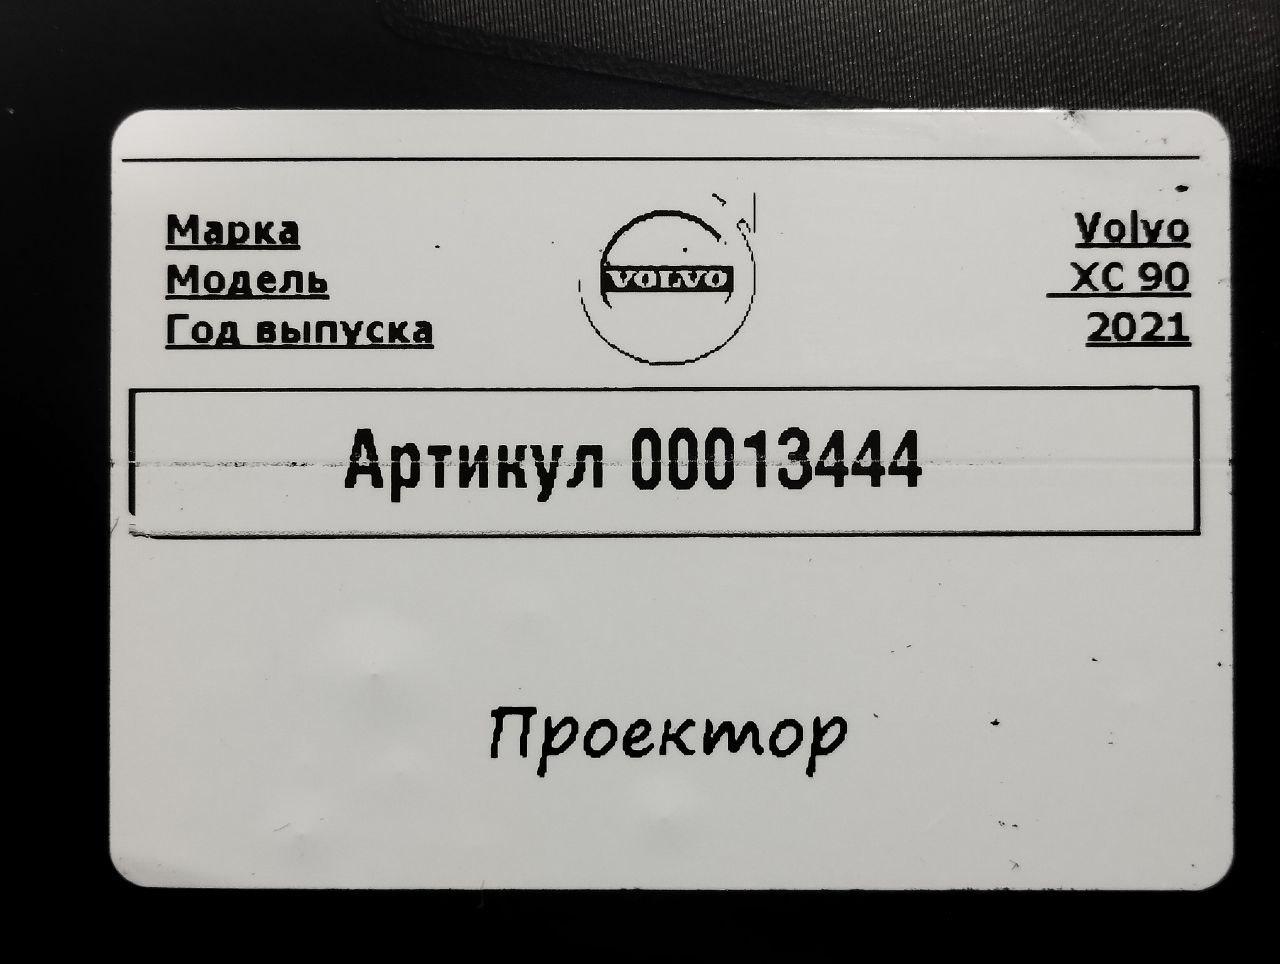 Марка Volvo
Модель XC 90
Год выпуска 2021
VOLVO
Артикул 00013444
Проектор